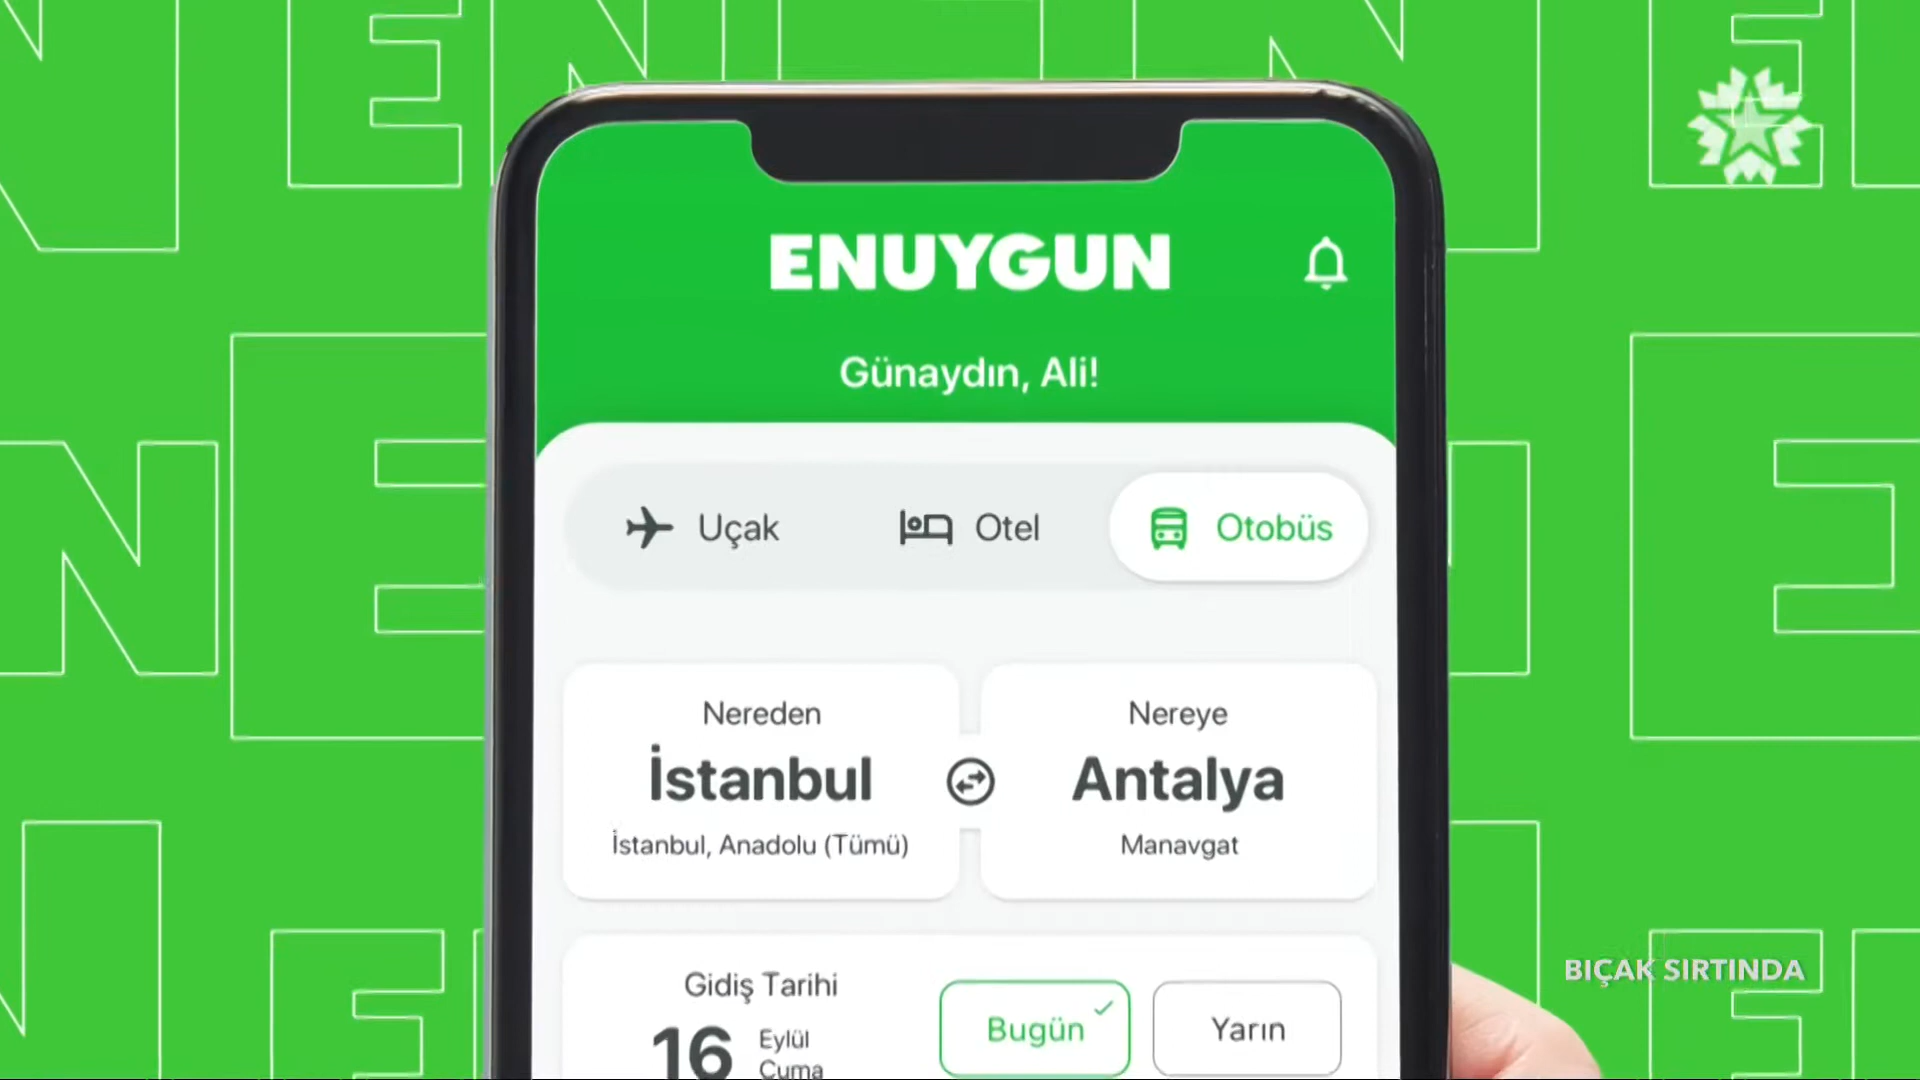 ENUYGUN
Günaydın, Ali!
Uçak
Otel
Otobüs
Nereden
İstanbul
İstanbul, Anadolu (Tümü)
Nereye
Antalya
Manavgat
Gidiş Tarihi
16
Eylül
Cuma
Bugün
Yarın
BIÇAK SIRTINDA